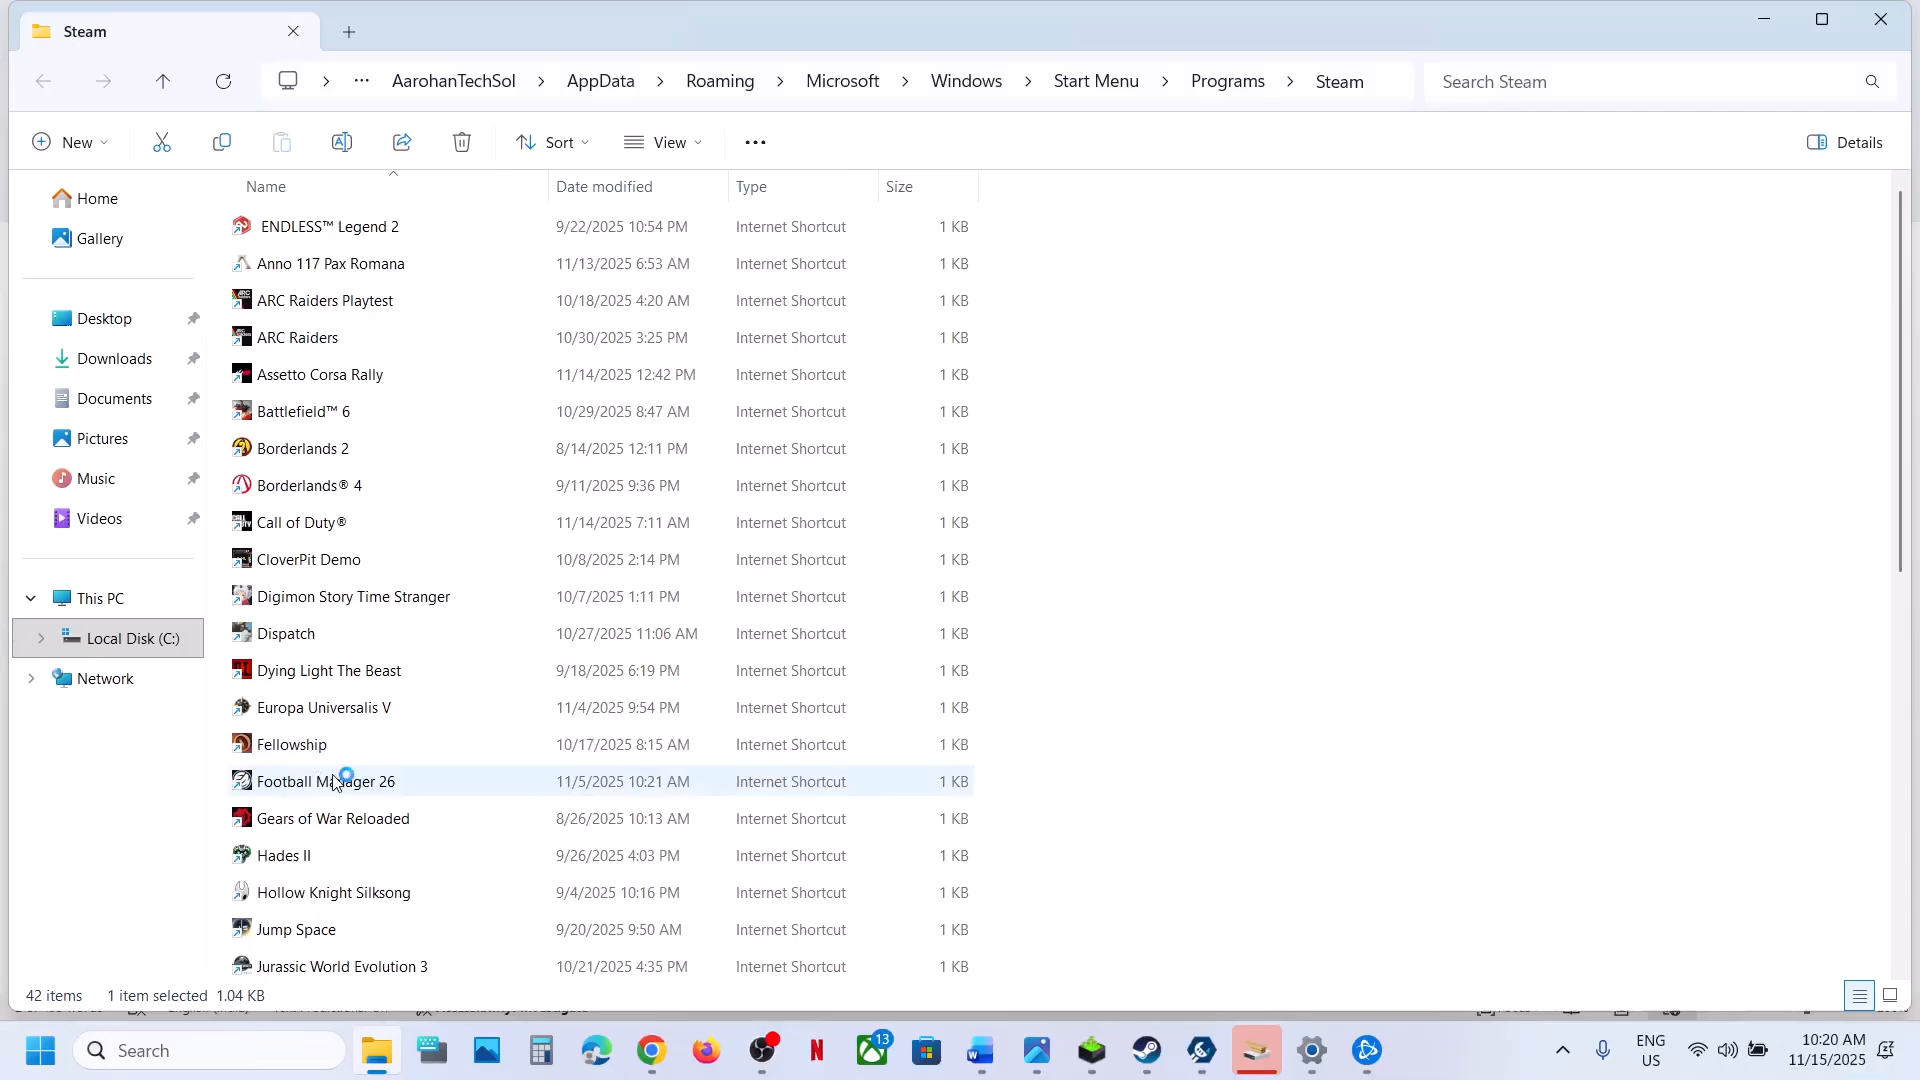 Steam
AarohanTechSol > AppData > Roaming > Microsoft > Windows > Start Menu > Programs > Steam
Search Steam
New
Sort
View
Details
Name Date modified Type Size
Home
Gallery
Desktop
Downloads
Documents
Pictures
Music
Videos
This PC
Local Disk (C:)
Network
ENDLESS™ Legend 2 9/22/2025 10:54 PM Internet Shortcut 1 KB
Anno 117 Pax Romana 11/13/2025 6:53 AM Internet Shortcut 1 KB
ARC Raiders Playtest 10/18/2025 4:20 AM Internet Shortcut 1 KB
ARC Raiders 10/30/2025 3:25 PM Internet Shortcut 1 KB
Assetto Corsa Rally 11/14/2025 12:42 PM Internet Shortcut 1 KB
Battlefield™ 6 10/29/2025 8:47 AM Internet Shortcut 1 KB
Borderlands 2 8/14/2025 12:11 PM Internet Shortcut 1 KB
Borderlands® 4 9/11/2025 9:36 PM Internet Shortcut 1 KB
Call of Duty® 11/14/2025 7:11 AM Internet Shortcut 1 KB
CloverPit Demo 10/8/2025 2:14 PM Internet Shortcut 1 KB
Digimon Story Time Stranger 10/7/2025 1:11 PM Internet Shortcut 1 KB
Dispatch 10/27/2025 11:06 AM Internet Shortcut 1 KB
Dying Light The Beast 9/18/2025 6:19 PM Internet Shortcut 1 KB
Europa Universalis V 11/4/2025 9:54 PM Internet Shortcut 1 KB
Fellowship 10/17/2025 8:15 AM Internet Shortcut 1 KB
Football Manager 26 11/5/2025 10:21 AM Internet Shortcut 1 KB
Gears of War Reloaded 8/26/2025 10:13 AM Internet Shortcut 1 KB
Hades II 9/26/2025 4:03 PM Internet Shortcut 1 KB
Hollow Knight Silksong 9/4/2025 10:16 PM Internet Shortcut 1 KB
Jump Space 9/20/2025 9:50 AM Internet Shortcut 1 KB
Jurassic World Evolution 3 10/21/2025 4:35 PM Internet Shortcut 1 KB
42 items 1 item selected 1.04 KB
Search
13
ENG
US
10:20 AM
11/15/2025